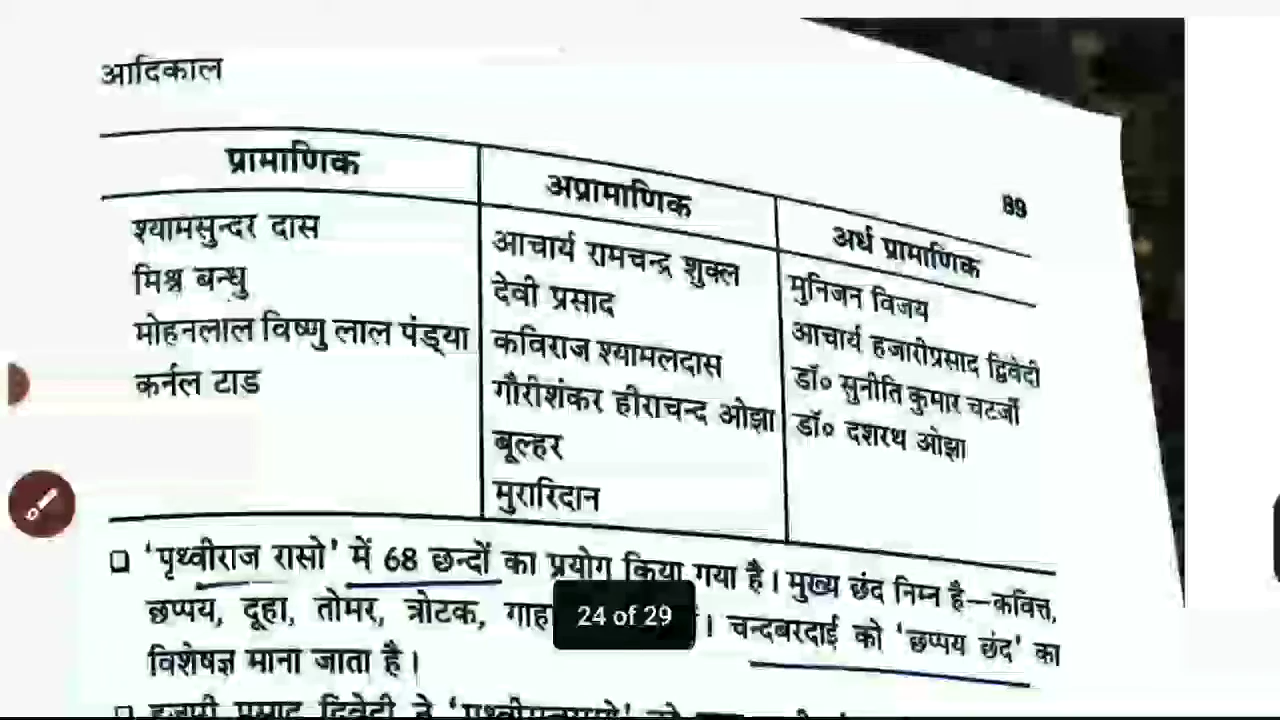 आदिकाल
89
प्रामाणिक अप्रामाणिक अर्ध प्रामाणिक
श्यामसुन्दर दास आचार्य रामचन्द्र शुक्ल मुनिजन विजय
मिश्र बन्धु देवी प्रसाद आचार्य हजारीप्रसाद द्विवेदी
मोहनलाल विष्णु लाल पंड्या कविराज श्यामलदास डॉ० सुनीति कुमार चटर्जी
कर्नल टाड गौरीशंकर हीराचन्द ओझा डॉ० दशरथ ओझा
बूल्हर
मुरारिदान
'पृथ्वीराज रासो' में 68 छन्दों का प्रयोग किया गया है। मुख्य छंद निम्न है—कवित्त,
छप्पय, दूहा, तोमर, त्रोटक, । चन्दबरदाई को 'छप्पय छंद' का
24 of 29
विशेषज्ञ माना जाता है।